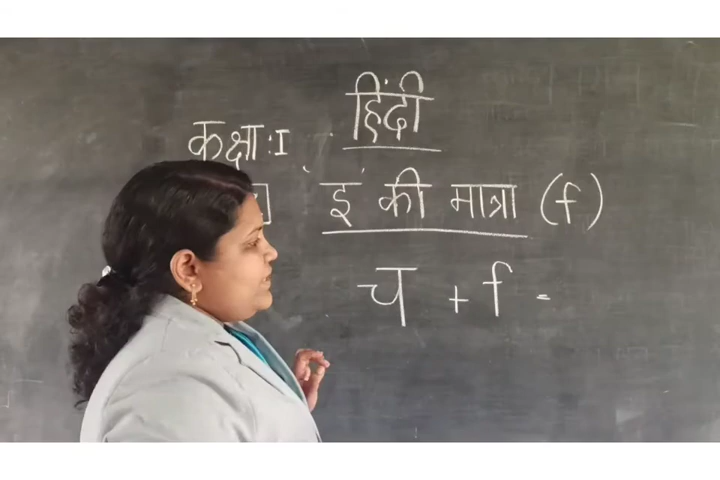 हिंदी
कक्षा : I
'इ' की मात्रा (ि)
च + ि =